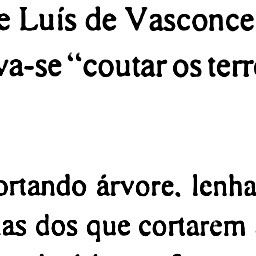 e Luís de Vasconce
va-se “coutar os terre
ortando árvore, lenha
as dos que cortarem